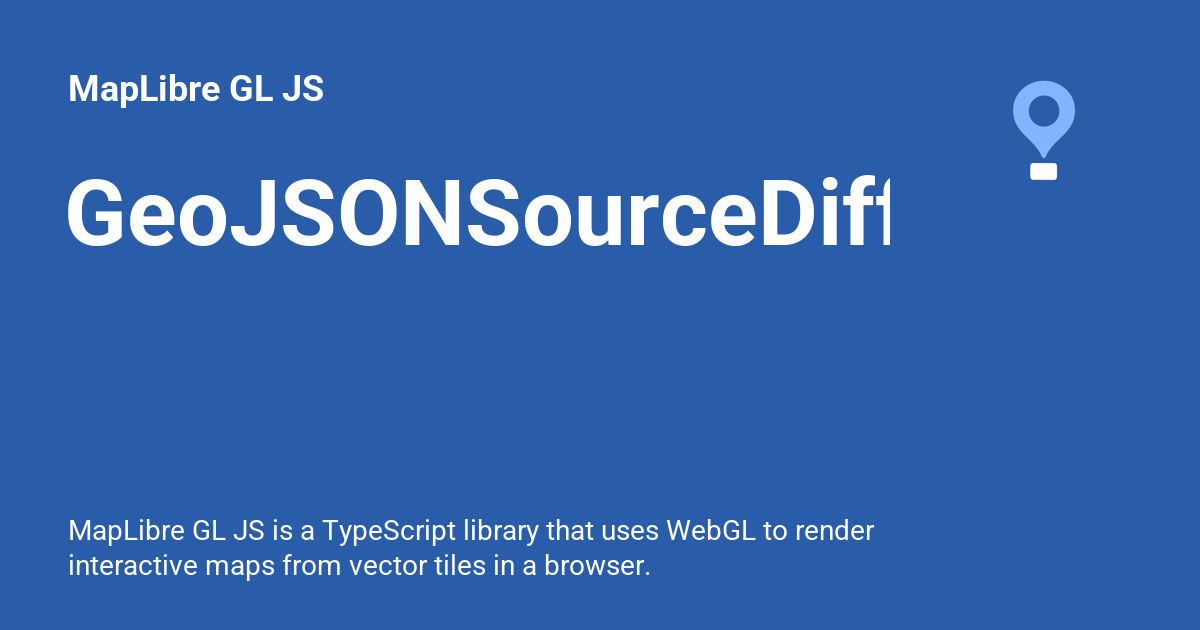 MapLibre GL JS
GeoJSONSourceDiff
MapLibre GL JS is a TypeScript library that uses WebGL to render
interactive maps from vector tiles in a browser.